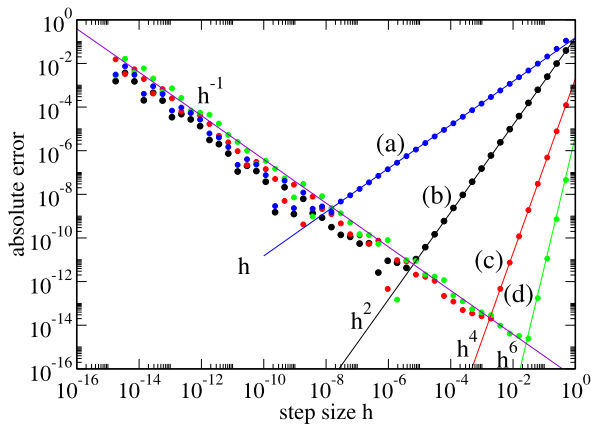 10^0
10^-2
10^-4
10^-6
10^-8
10^-10
10^-12
10^-14
10^-16
absolute error
h^-1
(a)
(b)
h
(c)
(d)
h^2
h^4
h^6
10^-16 10^-14 10^-12 10^-10 10^-8 10^-6 10^-4 10^-2 10^0
step size h